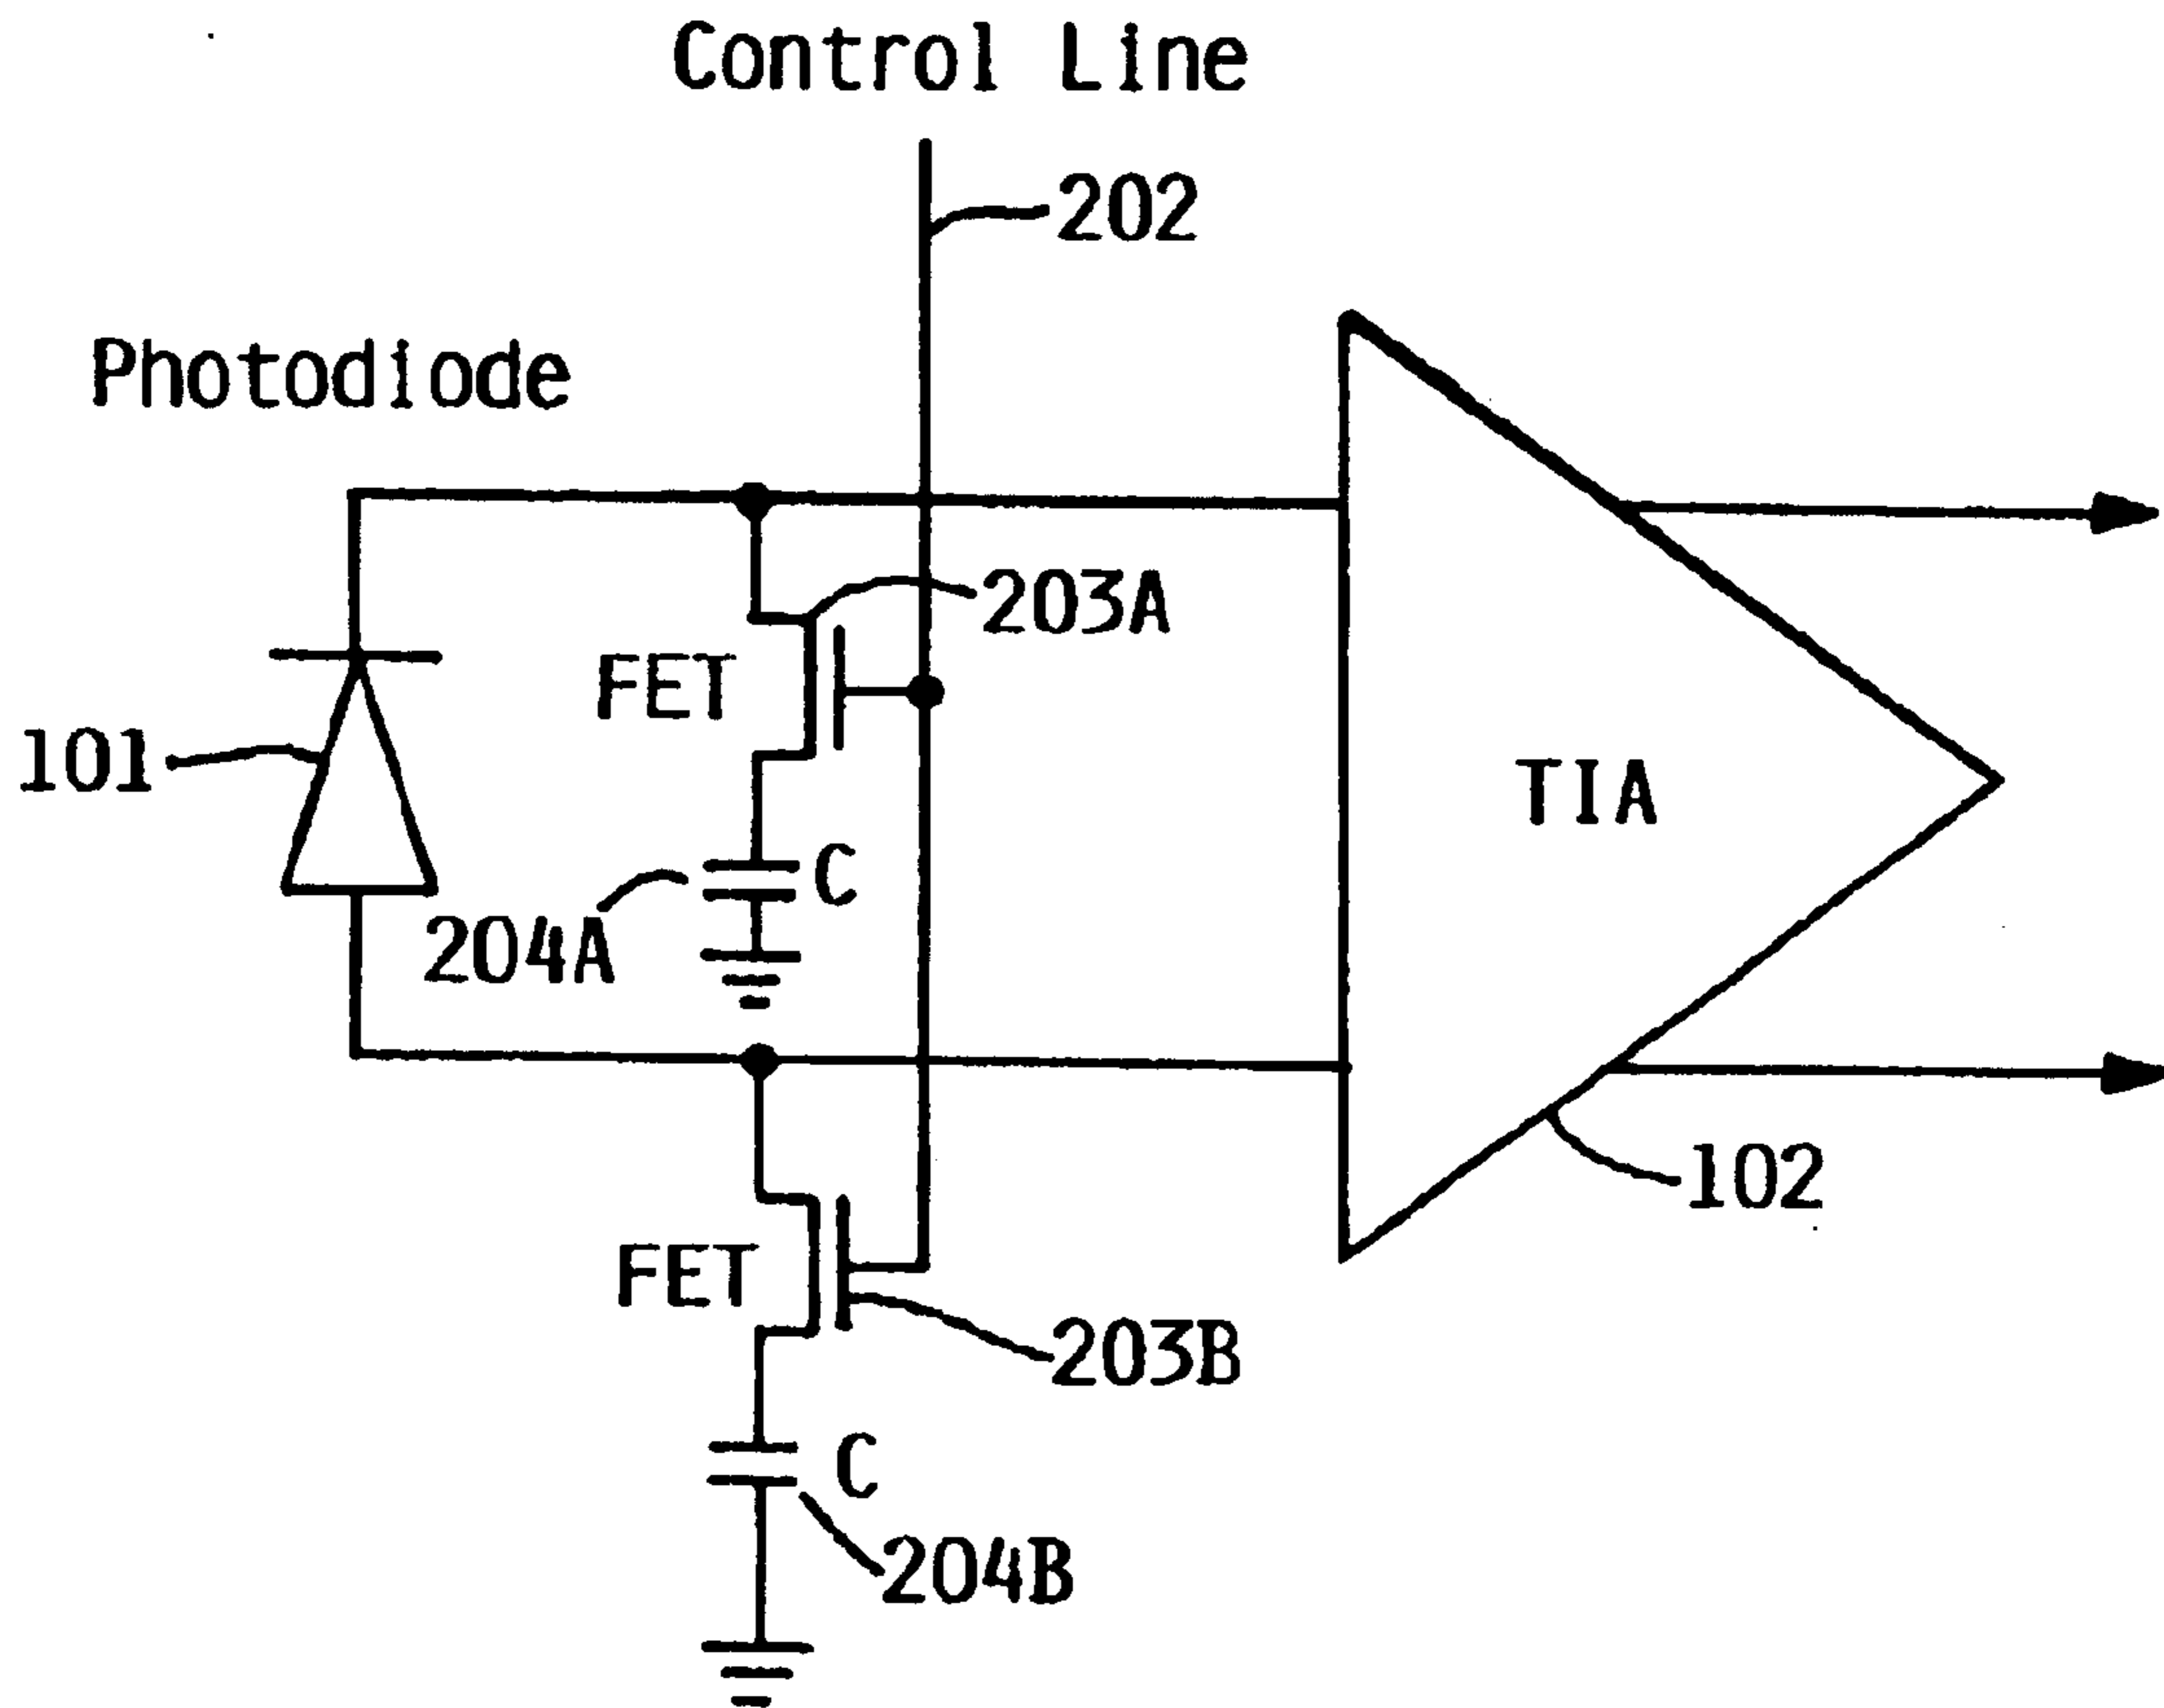 Control Line
202
Photodiode
203A
FET
101
TIA
C
204A
102
FET
203B
C
204B